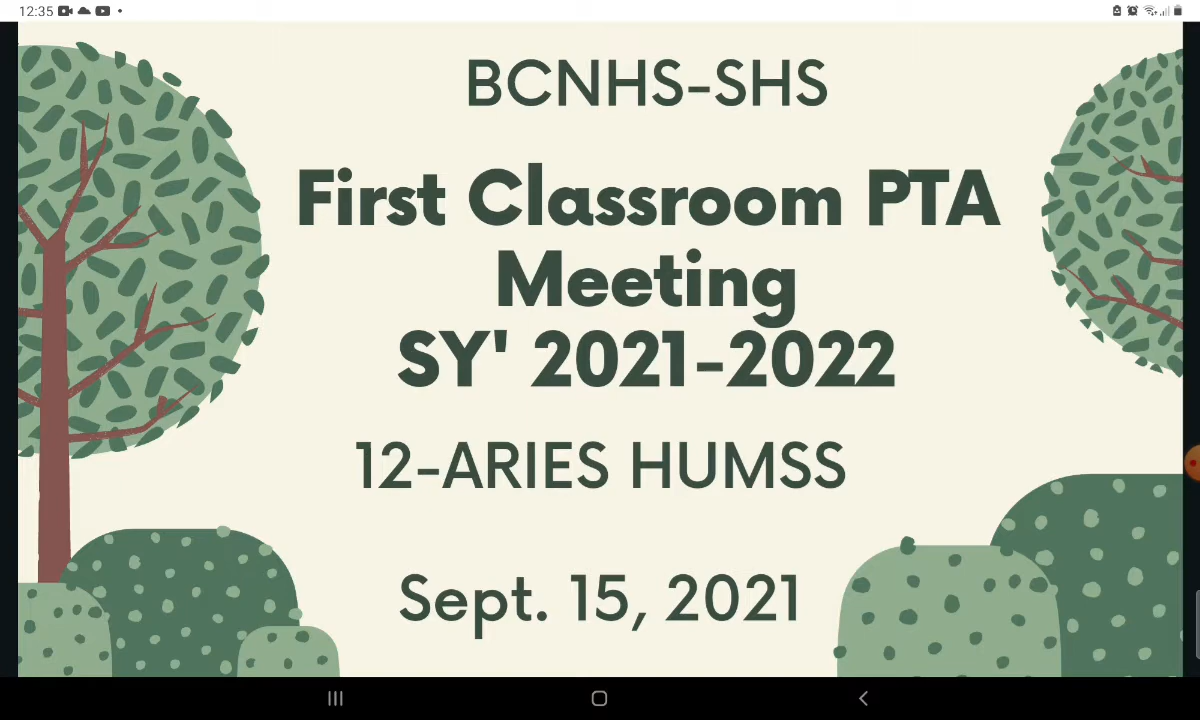 12:35
BCNHS-SHS
First Classroom PTA
Meeting
SY' 2021-2022
12-ARIES HUMSS
Sept. 15, 2021